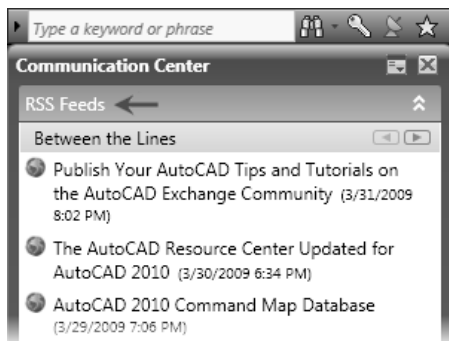 Type a keyword or phrase
Communication Center
RSS Feeds
Between the Lines
Publish Your AutoCAD Tips and Tutorials on
the AutoCAD Exchange Community (3/31/2009
8:02 PM)
The AutoCAD Resource Center Updated for
AutoCAD 2010 (3/30/2009 6:34 PM)
AutoCAD 2010 Command Map Database
(3/29/2009 7:06 PM)